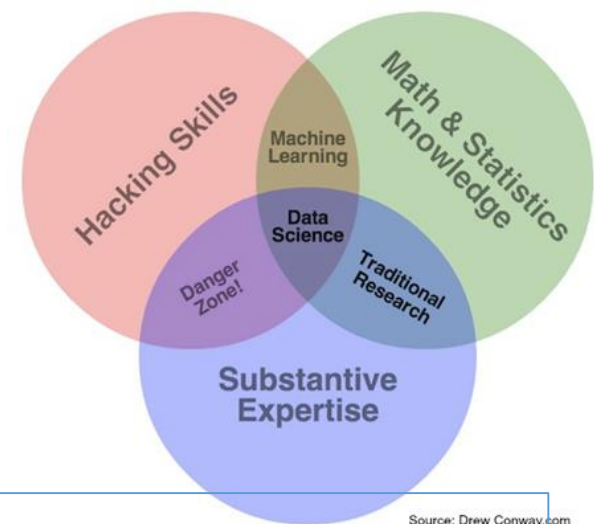 Hacking Skills
Math & Statistics
Knowledge
Machine
Learning
Data
Science
Danger
Zone!
Traditional
Research
Substantive
Expertise
Source: Drew Conway.com